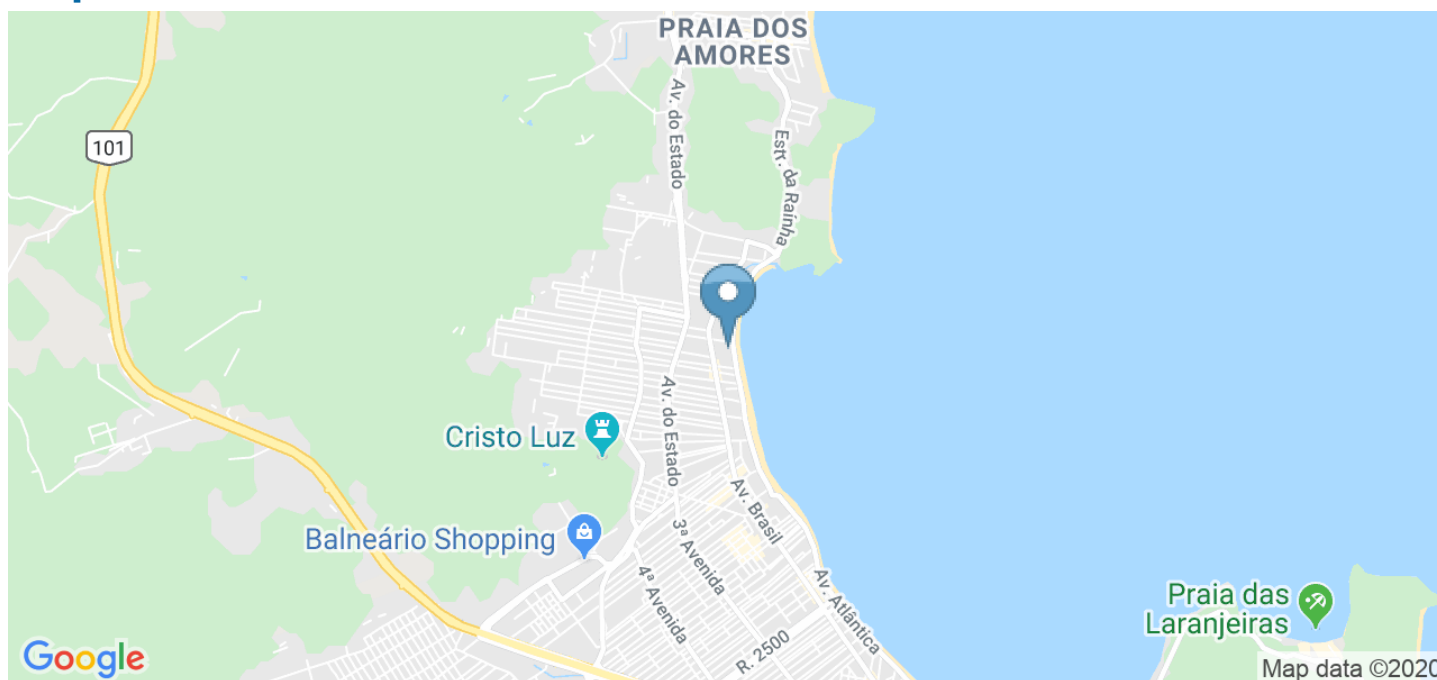 PRAIA DOS
AMORES
Av. do Estado
101
Estr. da Rainha
Av. do Estado
Cristo Luz
Av. Brasil
Balneário Shopping
3ª Avenida
4ª Avenida
Av. Atlântica
Praia das
Laranjeiras
R. 2500
Google
Map data ©2020